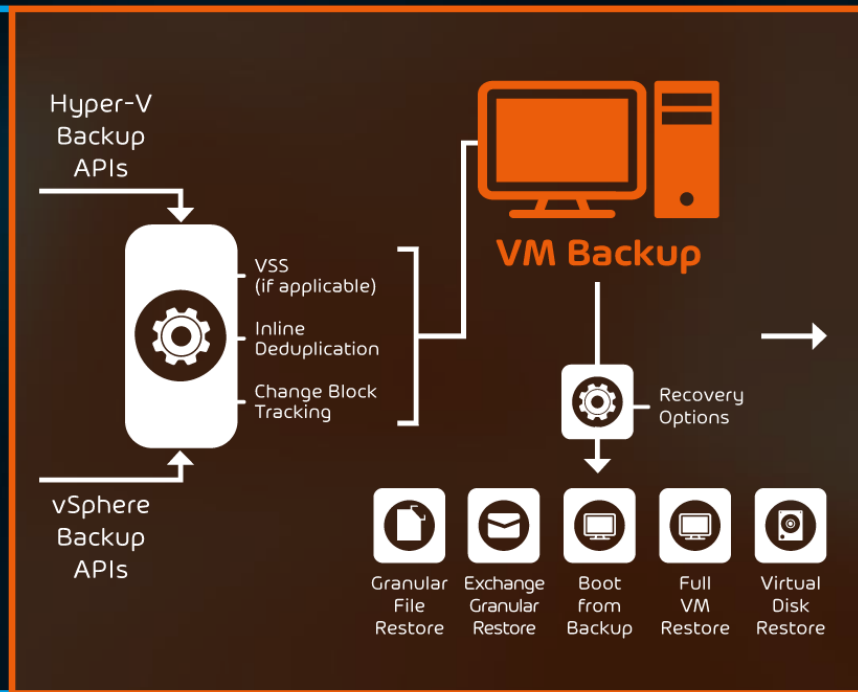 Hyper-V
Backup
APIs
VSS
(if applicable)
Inline
Deduplication
Change Block
Tracking
vSphere
Backup
APIs
VM Backup
Recovery
Options
Granular
File
Restore
Exchange
Granular
Restore
Boot
from
Backup
Full
VM
Restore
Virtual
Disk
Restore